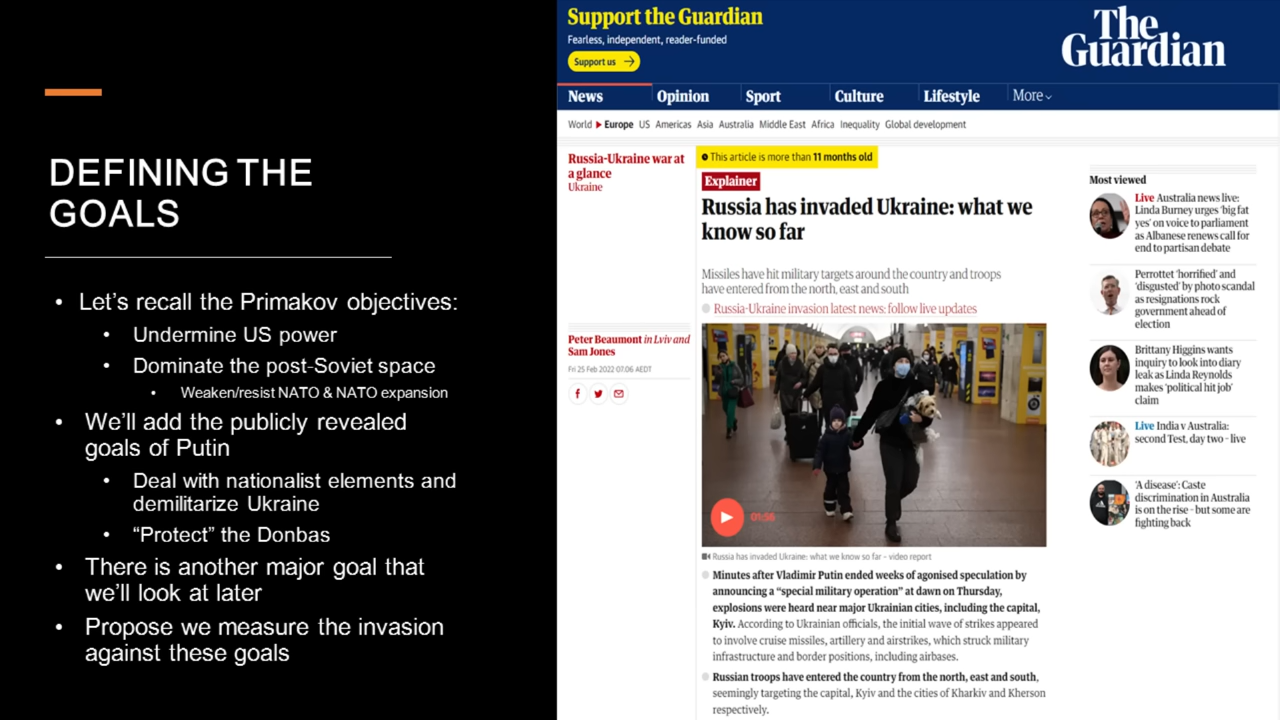 DEFINING THE
GOALS
• Let's recall the Primakov objectives:
• Undermine US power
• Dominate the post-Soviet space
• Weaken/resist NATO & NATO expansion
• We'll add the publicly revealed
goals of Putin
• Deal with nationalist elements and
demilitarize Ukraine
• “Protect” the Donbas
• There is another major goal that
we'll look at later
• Propose we measure the invasion
against these goals
Support the Guardian
Fearless, independent, reader-funded
Support us →
The
Guardian
News Opinion Sport Culture Lifestyle More
World Europe US Americas Asia Australia Middle East Africa Inequality Global development
Russia-Ukraine war at
a glance
Ukraine
This article is more than 11 months old
Explainer
Russia has invaded Ukraine: what we
know so far
Missiles have hit military targets around the country and troops
have entered from the north, east and south
Russia-Ukraine invasion latest news: follow live updates
Peter Beaumont in Lviv and
Sam Jones
Fri 25 Feb 2022 07.06 AEDT
01:56
Russia has invaded Ukraine: what we know so far – video report
Minutes after Vladimir Putin ended weeks of agonised speculation by
announcing a “special military operation” at dawn on Thursday,
explosions were heard near major Ukrainian cities, including the capital,
Kyiv. According to Ukrainian officials, the initial wave of strikes appeared
to involve cruise missiles, artillery and airstrikes, which struck military
infrastructure and border positions, including airbases.
Russian troops have entered the country from the north, east and south,
seemingly targeting the capital, Kyiv and the cities of Kharkiv and Kherson
respectively.
Most viewed
Live Australia news live:
Linda Burney urges ‘big fat
yes’ on voice to parliament
as Albanese renews call for
end to partisan debate
Perrottet ‘horrified’ and
‘disgusted’ by photo scandal
as resignations rock
government ahead of
election
Brittany Higgins wants
inquiry to look into diary
leak as Linda Reynolds
makes ‘political hit job’
claim
Live India v Australia:
second Test, day two – live
‘A disease’: Caste
discrimination in Australia
is on the rise – but some are
fighting back